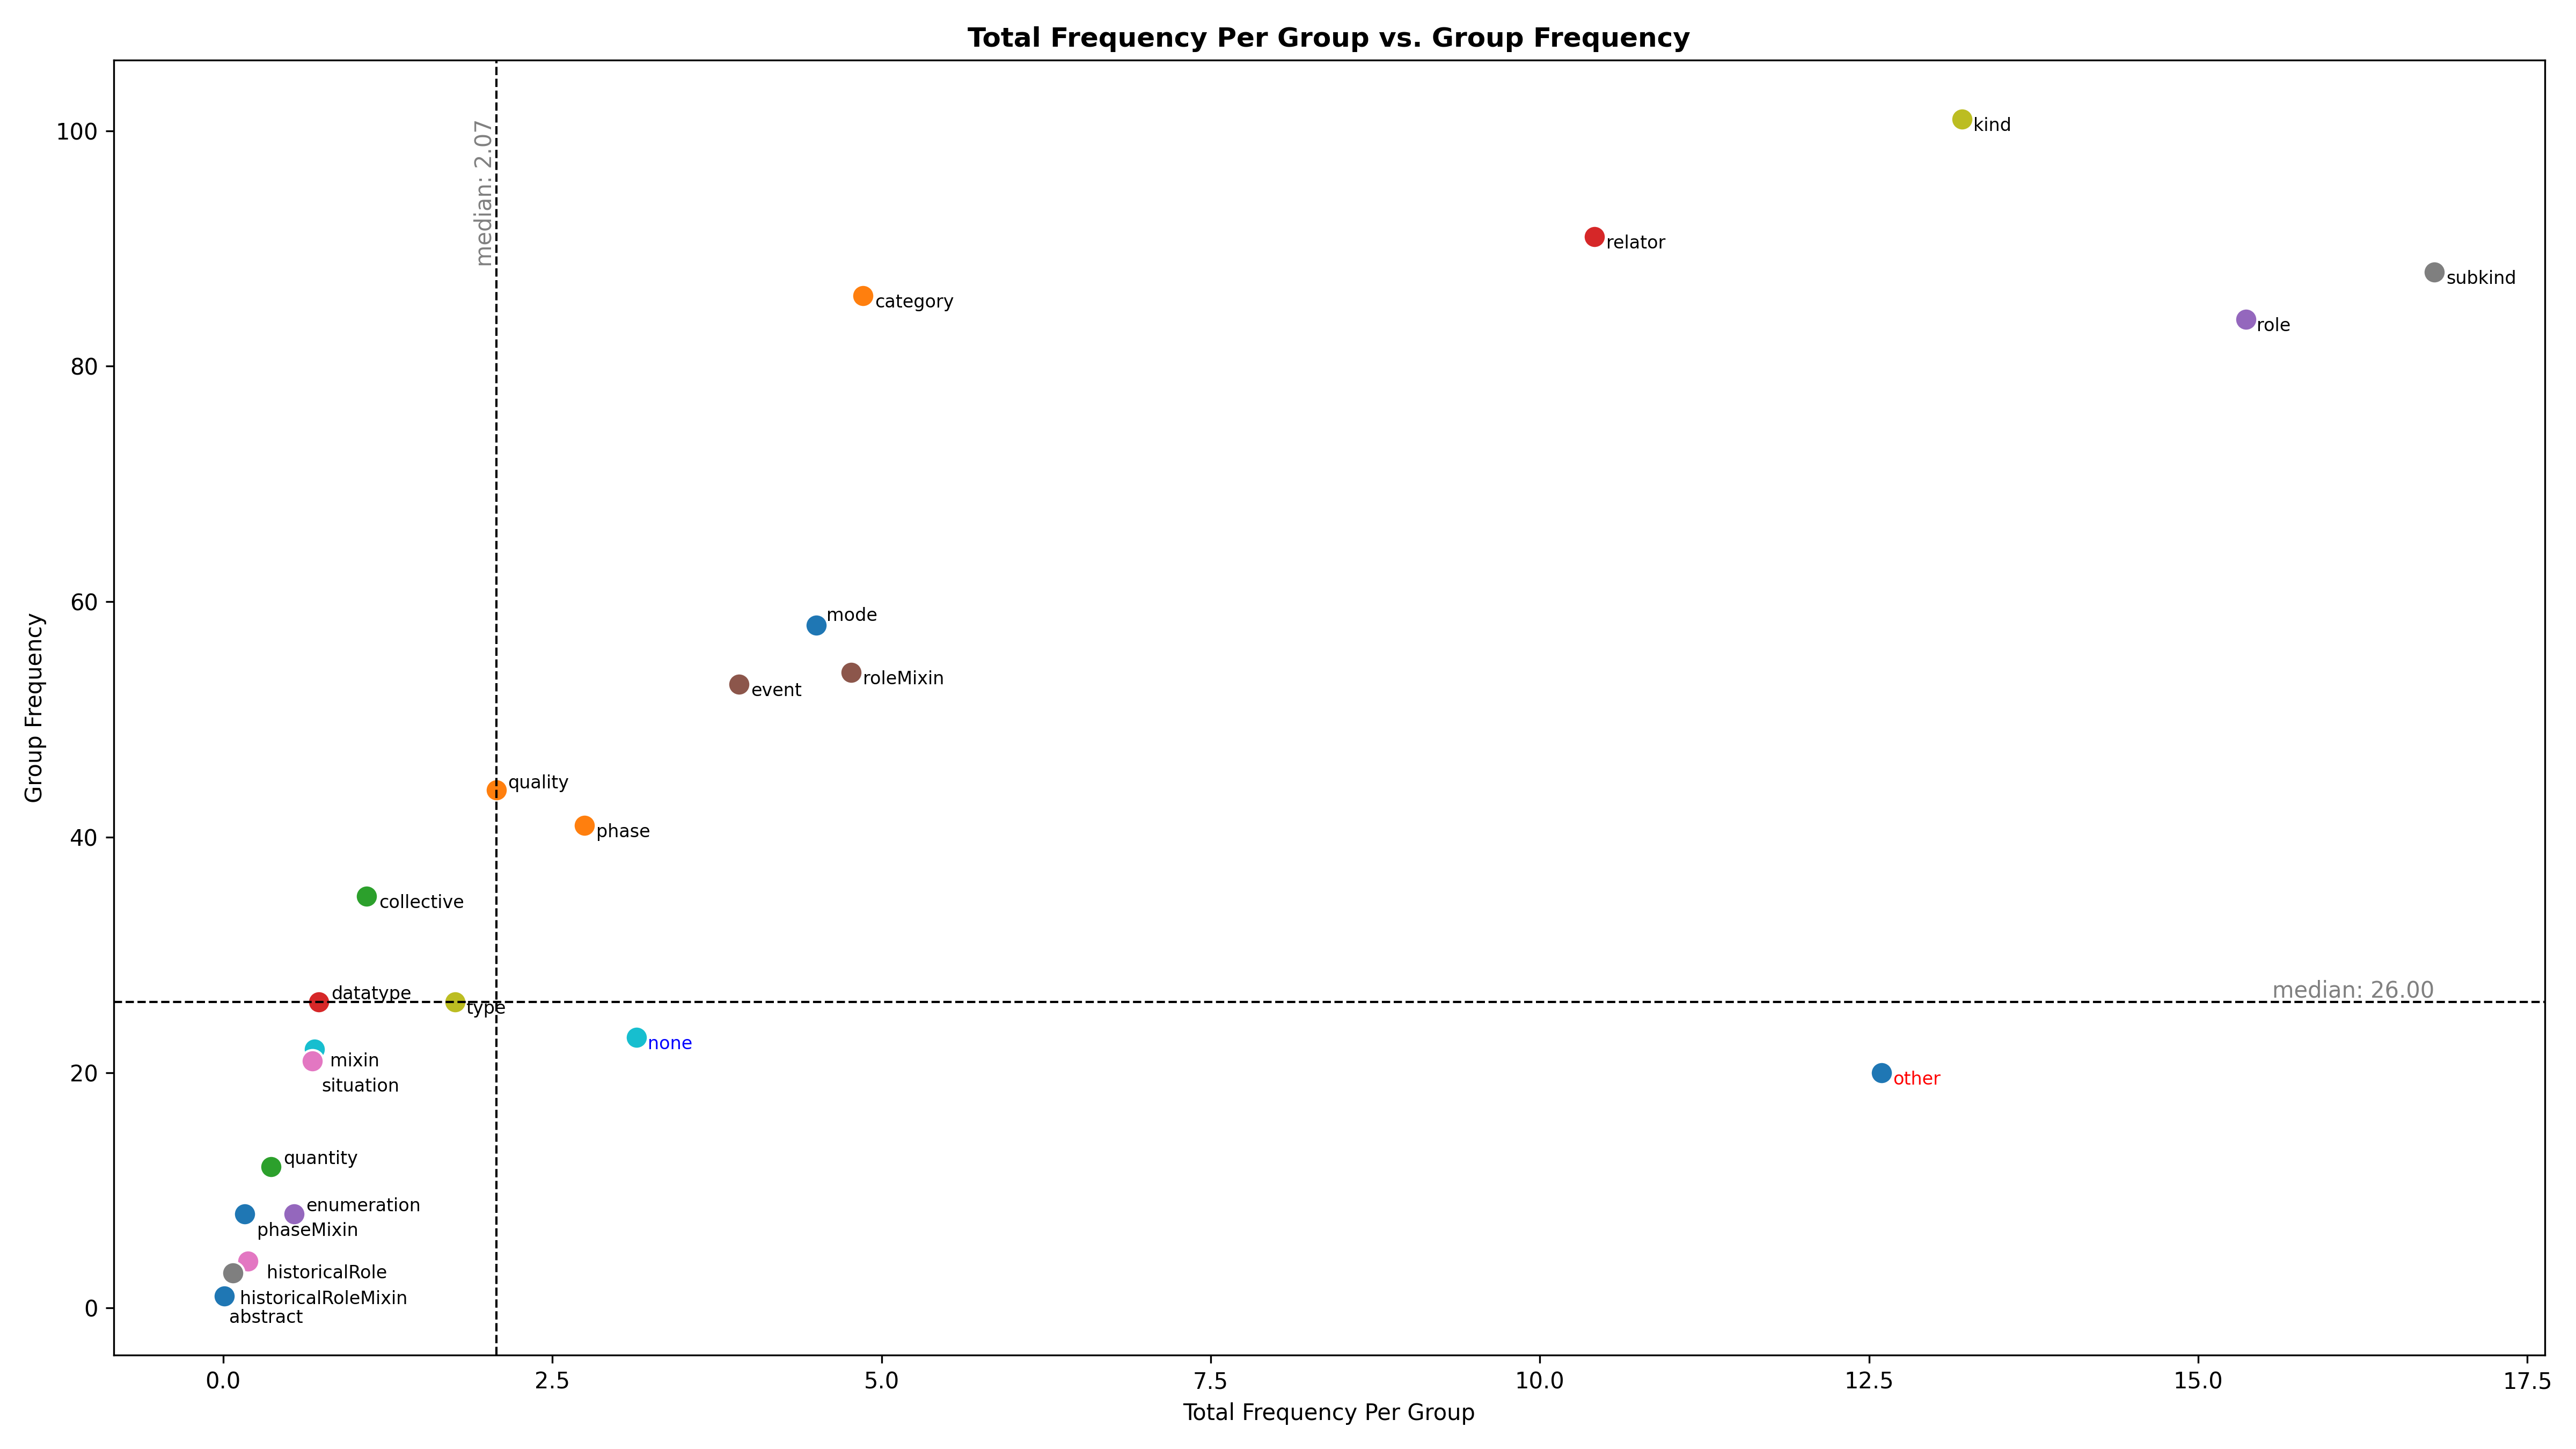 Total Frequency Per Group vs. Group Frequency
median: 2.07
kind
relator
subkind
category
role
mode
roleMixin
event
quality
phase
collective
datatype
type
median: 26.00
none
mixin
situation
other
quantity
enumeration
phaseMixin
historicalRole
historicalRoleMixin
abstract
100
80
60
40
20
0
Group Frequency
0.0 2.5 5.0 7.5 10.0 12.5 15.0 17.5
Total Frequency Per Group